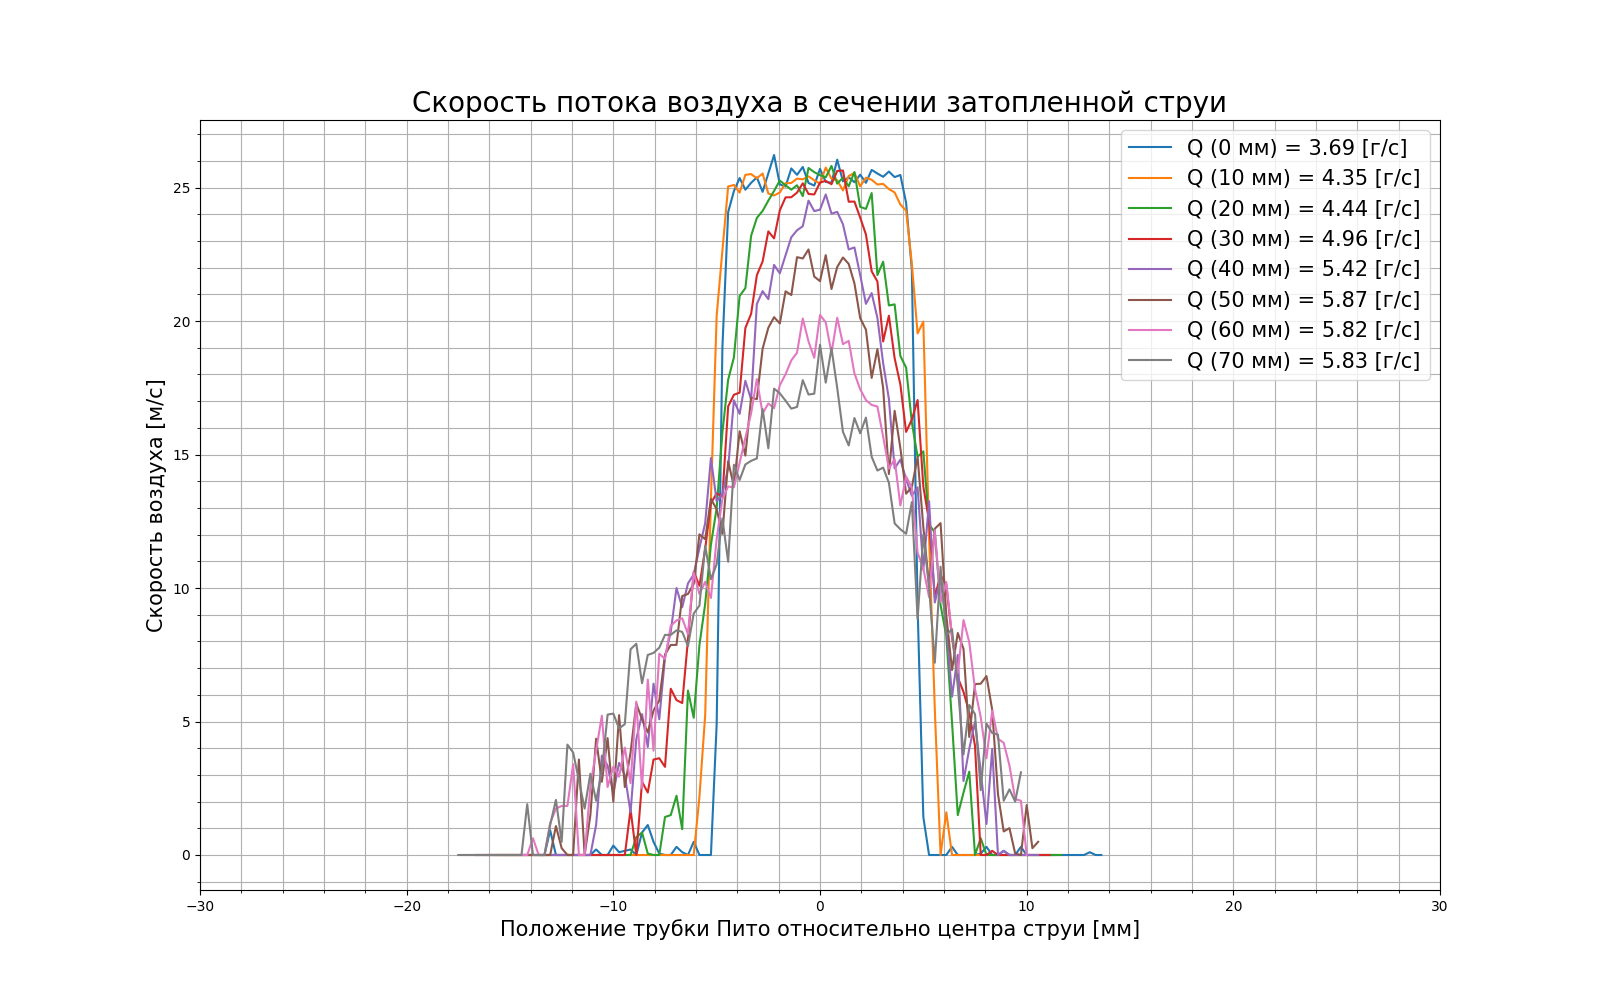 Скорость потока воздуха в сечении затопленной струи
Q (0 мм) = 3.69 [г/с]
Q (10 мм) = 4.35 [г/с]
Q (20 мм) = 4.44 [г/с]
Q (30 мм) = 4.96 [г/с]
Q (40 мм) = 5.42 [г/с]
Q (50 мм) = 5.87 [г/с]
Q (60 мм) = 5.82 [г/с]
Q (70 мм) = 5.83 [г/с]
Скорость воздуха [м/с]
25
20
15
10
5
0
−30
−20
−10
0
10
20
30
Положение трубки Пито относительно центра струи [мм]